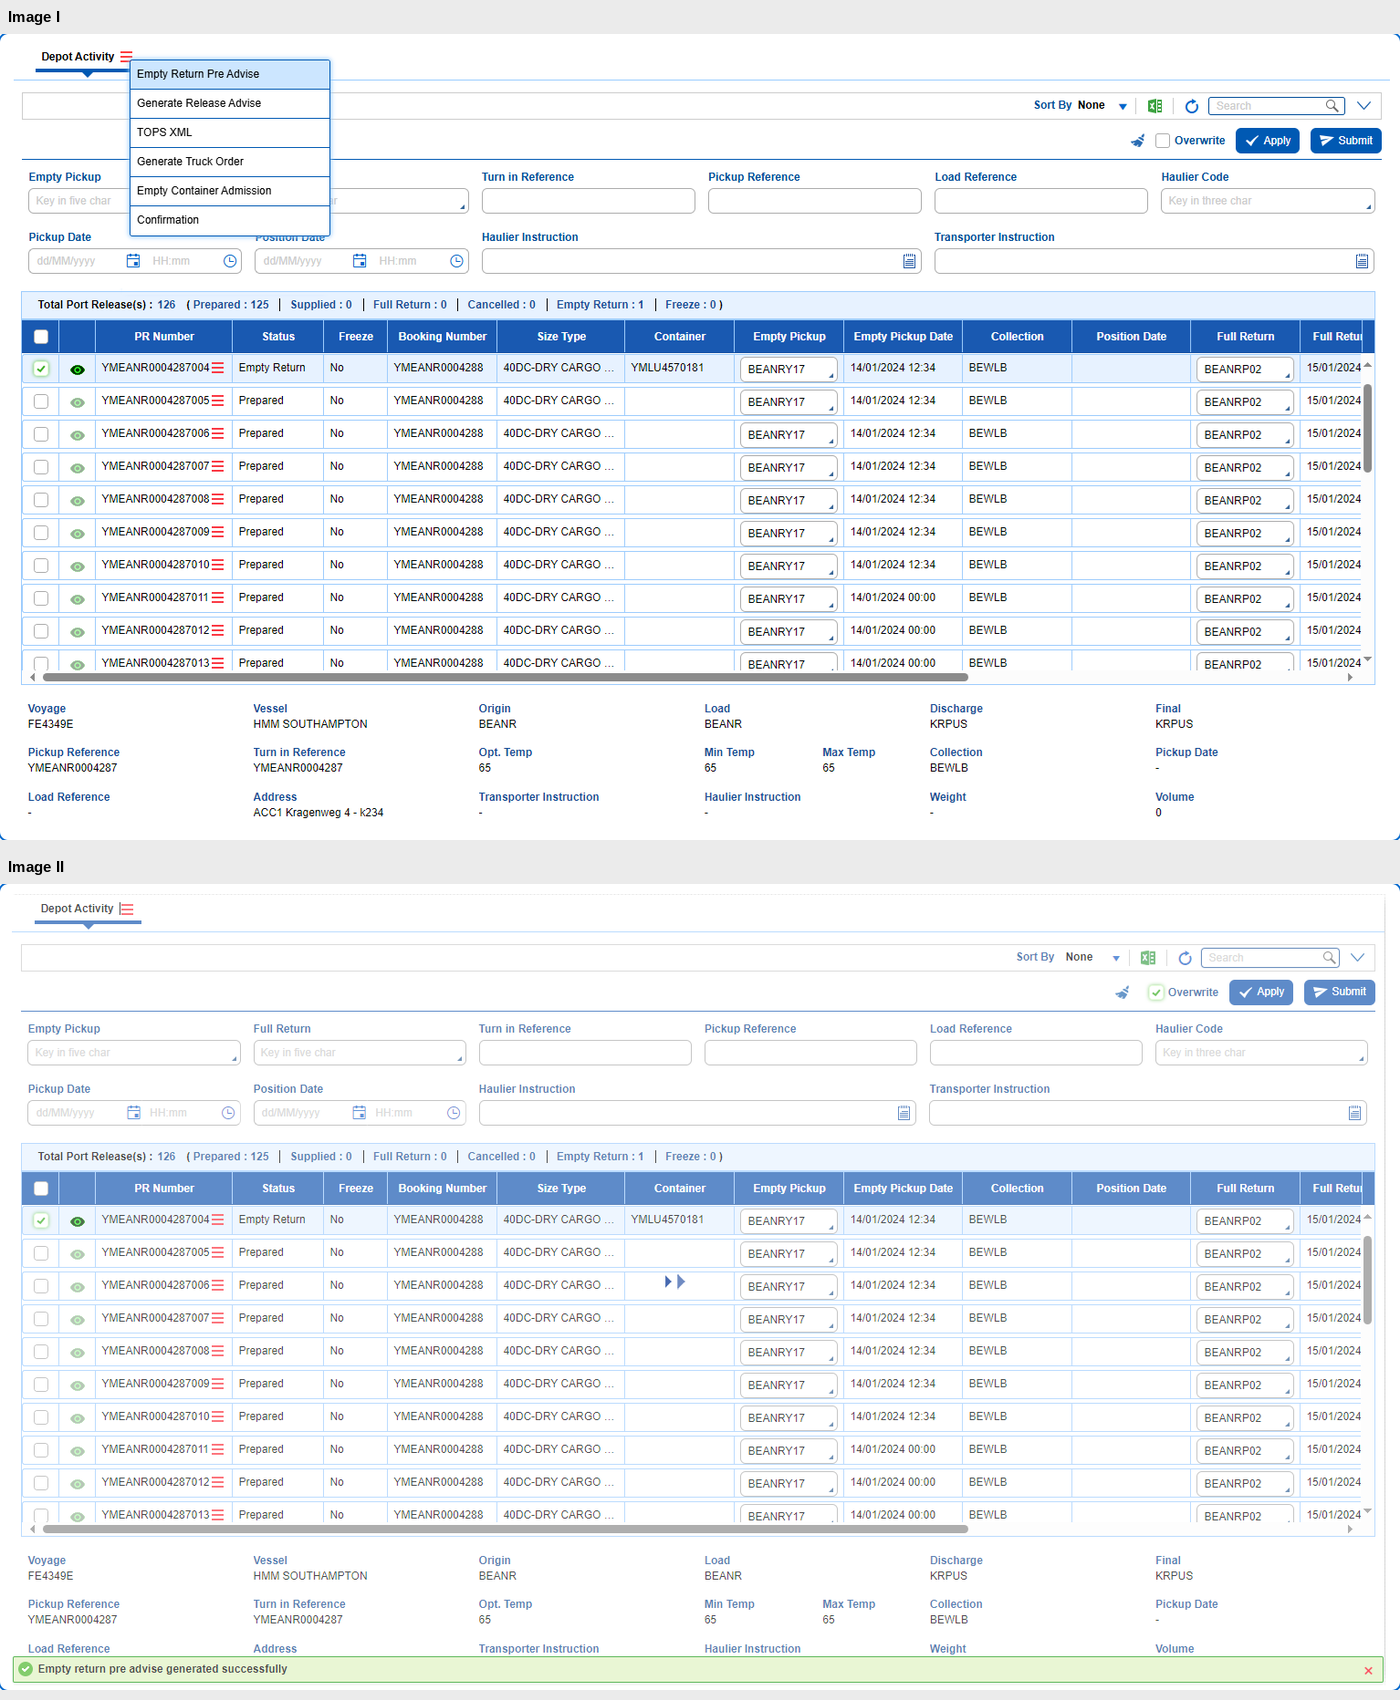 Image I
Depot Activity
Empty Return Pre Advise
Generate Release Advise
TOPS XML
Generate Truck Order
Empty Container Admission
Confirmation
Sort By None Search
Overwrite Apply Submit
Empty Pickup Turn in Reference Pickup Reference Load Reference Haulier Code
Key in five char Key in three char
Pickup Date Position Date Haulier Instruction Transporter Instruction
dd/MM/yyyy HH:mm dd/MM/yyyy HH:mm
Total Port Release(s) : 126 ( Prepared : 125 | Supplied : 0 | Full Return : 0 | Cancelled : 0 | Empty Return : 1 | Freeze : 0 )
PR Number Status Freeze Booking Number Size Type Container Empty Pickup Empty Pickup Date Collection Position Date Full Return Full Retur
YMEANR0004287004 Empty Return No YMEANR0004288 40DC-DRY CARGO ... YMLU4570181 BEANRY17 14/01/2024 12:34 BEWLB BEANRP02 15/01/2024
YMEANR0004287005 Prepared No YMEANR0004288 40DC-DRY CARGO ... BEANRY17 14/01/2024 12:34 BEWLB BEANRP02 15/01/2024
YMEANR0004287006 Prepared No YMEANR0004288 40DC-DRY CARGO ... BEANRY17 14/01/2024 12:34 BEWLB BEANRP02 15/01/2024
YMEANR0004287007 Prepared No YMEANR0004288 40DC-DRY CARGO ... BEANRY17 14/01/2024 12:34 BEWLB BEANRP02 15/01/2024
YMEANR0004287008 Prepared No YMEANR0004288 40DC-DRY CARGO ... BEANRY17 14/01/2024 12:34 BEWLB BEANRP02 15/01/2024
YMEANR0004287009 Prepared No YMEANR0004288 40DC-DRY CARGO ... BEANRY17 14/01/2024 12:34 BEWLB BEANRP02 15/01/2024
YMEANR0004287010 Prepared No YMEANR0004288 40DC-DRY CARGO ... BEANRY17 14/01/2024 12:34 BEWLB BEANRP02 15/01/2024
YMEANR0004287011 Prepared No YMEANR0004288 40DC-DRY CARGO ... BEANRY17 14/01/2024 00:00 BEWLB BEANRP02 15/01/2024
YMEANR0004287012 Prepared No YMEANR0004288 40DC-DRY CARGO ... BEANRY17 14/01/2024 00:00 BEWLB BEANRP02 15/01/2024
YMEANR0004287013 Prepared No YMEANR0004288 40DC-DRY CARGO ... BEANRY17 14/01/2024 00:00 BEWLB BEANRP02 15/01/2024
Voyage Vessel Origin Load Discharge Final
FE4349E HMM SOUTHAMPTON BEANR BEANR KRPUS KRPUS
Pickup Reference Turn in Reference Opt. Temp Min Temp Max Temp Collection Pickup Date
YMEANR0004287 YMEANR0004287 65 65 65 BEWLB -
Load Reference Address Transporter Instruction Haulier Instruction Weight Volume
- ACC1 Kragenweg 4 - k234 - - - 0
Image II
Depot Activity
Sort By None Search
Overwrite Apply Submit
Empty Pickup Full Return Turn in Reference Pickup Reference Load Reference Haulier Code
Key in five char Key in five char Key in three char
Pickup Date Position Date Haulier Instruction Transporter Instruction
dd/MM/yyyy HH:mm dd/MM/yyyy HH:mm
Total Port Release(s) : 126 ( Prepared : 125 | Supplied : 0 | Full Return : 0 | Cancelled : 0 | Empty Return : 1 | Freeze : 0 )
PR Number Status Freeze Booking Number Size Type Container Empty Pickup Empty Pickup Date Collection Position Date Full Return Full Retur
YMEANR0004287004 Empty Return No YMEANR0004288 40DC-DRY CARGO ... YMLU4570181 BEANRY17 14/01/2024 12:34 BEWLB BEANRP02 15/01/2024
YMEANR0004287005 Prepared No YMEANR0004288 40DC-DRY CARGO ... BEANRY17 14/01/2024 12:34 BEWLB BEANRP02 15/01/2024
YMEANR0004287006 Prepared No YMEANR0004288 40DC-DRY CARGO ... BEANRY17 14/01/2024 12:34 BEWLB BEANRP02 15/01/2024
YMEANR0004287007 Prepared No YMEANR0004288 40DC-DRY CARGO ... BEANRY17 14/01/2024 12:34 BEWLB BEANRP02 15/01/2024
YMEANR0004287008 Prepared No YMEANR0004288 40DC-DRY CARGO ... BEANRY17 14/01/2024 12:34 BEWLB BEANRP02 15/01/2024
YMEANR0004287009 Prepared No YMEANR0004288 40DC-DRY CARGO ... BEANRY17 14/01/2024 12:34 BEWLB BEANRP02 15/01/2024
YMEANR0004287010 Prepared No YMEANR0004288 40DC-DRY CARGO ... BEANRY17 14/01/2024 12:34 BEWLB BEANRP02 15/01/2024
YMEANR0004287011 Prepared No YMEANR0004288 40DC-DRY CARGO ... BEANRY17 14/01/2024 00:00 BEWLB BEANRP02 15/01/2024
YMEANR0004287012 Prepared No YMEANR0004288 40DC-DRY CARGO ... BEANRY17 14/01/2024 00:00 BEWLB BEANRP02 15/01/2024
YMEANR0004287013 Prepared No YMEANR0004288 40DC-DRY CARGO ... BEANRY17 14/01/2024 00:00 BEWLB BEANRP02 15/01/2024
Voyage Vessel Origin Load Discharge Final
FE4349E HMM SOUTHAMPTON BEANR BEANR KRPUS KRPUS
Pickup Reference Turn in Reference Opt. Temp Min Temp Max Temp Collection Pickup Date
YMEANR0004287 YMEANR0004287 65 65 65 BEWLB -
Load Reference Address Transporter Instruction Haulier Instruction Weight Volume
Empty return pre advise generated successfully